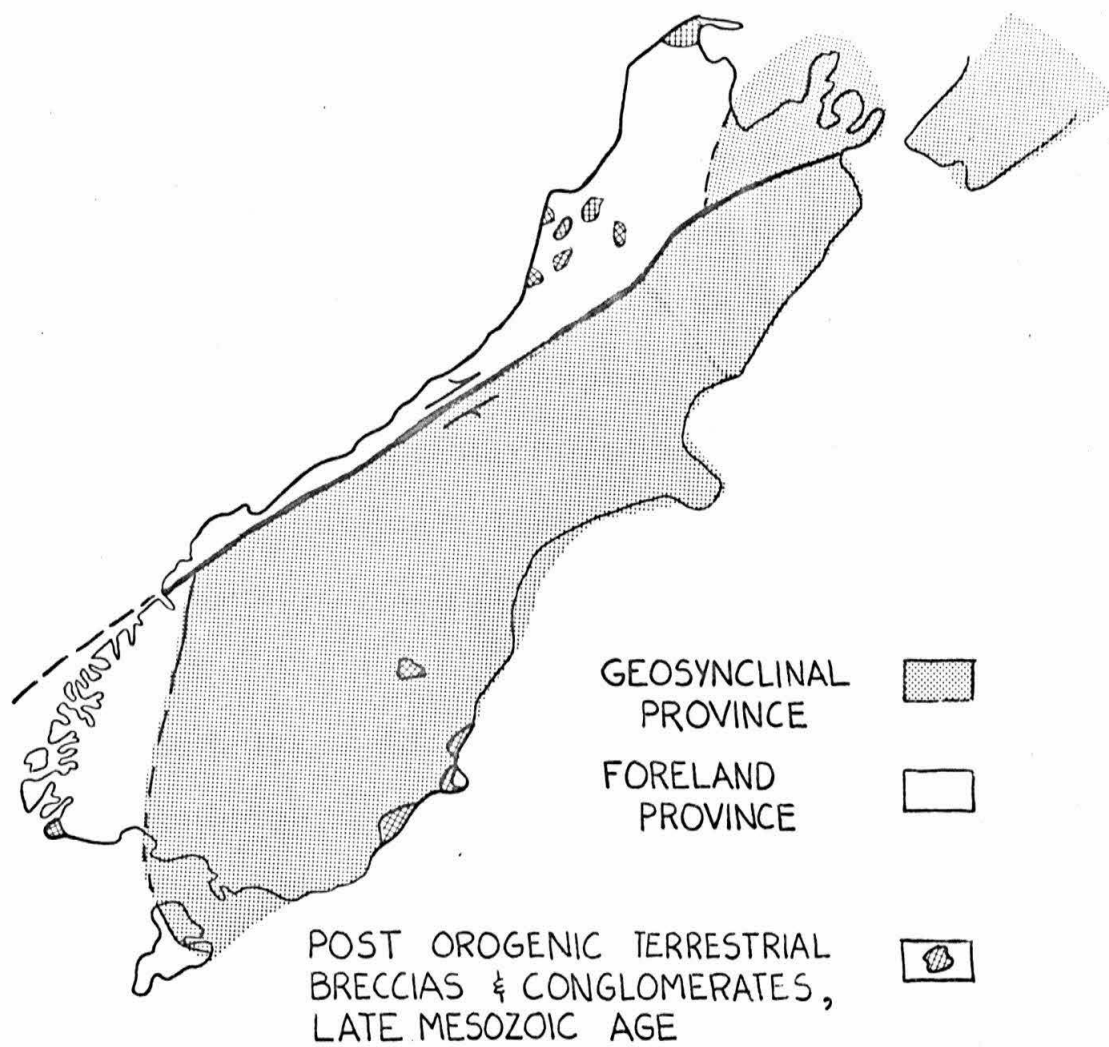 GEOSYNCLINAL
PROVINCE
FORELAND
PROVINCE
POST OROGENIC TERRESTRIAL
BRECCIAS & CONGLOMERATES,
LATE MESOZOIC AGE